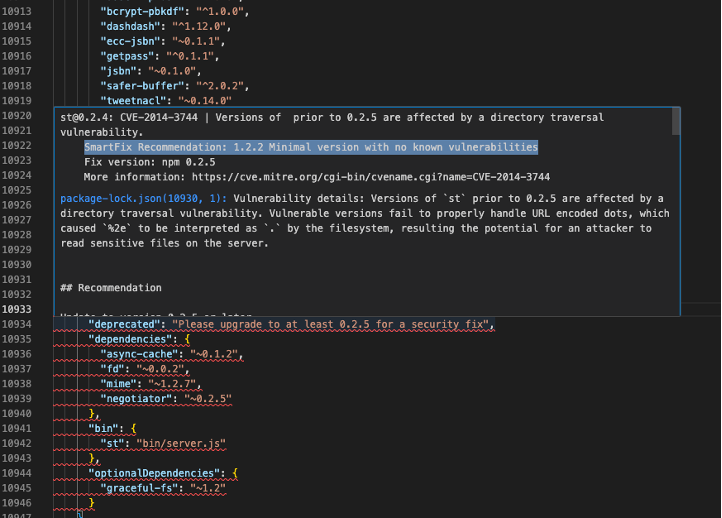 10913 "bcrypt-pbkdf": "^1.0.0",
10914 "dashdash": "^1.12.0",
10915 "ecc-jsbn": "~0.1.1",
10916 "getpass": "^0.1.1",
10917 "jsbn": "~0.1.0",
10918 "safer-buffer": "^2.0.2",
10919 "tweetnacl": "~0.14.0"
10920 st@0.2.4: CVE-2014-3744 | Versions of  prior to 0.2.5 are affected by a directory traversal
10921 vulnerability.
10922 SmartFix Recommendation: 1.2.2 Minimal version with no known vulnerabilities
10923 Fix version: npm 0.2.5
10924 More information: https://cve.mitre.org/cgi-bin/cvename.cgi?name=CVE-2014-3744
10925
10926 package-lock.json(10930, 1): Vulnerability details: Versions of `st` prior to 0.2.5 are affected by a
10927 directory traversal vulnerability. Vulnerable versions fail to properly handle URL encoded dots, which
10928 caused `%2e` to be interpreted as `.` by the filesystem, resulting the potential for an attacker to
10929 read sensitive files on the server.
10930
10931
10932 ## Recommendation
10933
10934 "deprecated": "Please upgrade to at least 0.2.5 for a security fix",
10935 "dependencies": {
10936 "async-cache": "~0.1.2",
10937 "fd": "~0.0.2",
10938 "mime": "~1.2.7",
10939 "negotiator": "~0.2.5"
10940 },
10941 "bin": {
10942 "st": "bin/server.js"
10943 },
10944 "optionalDependencies": {
10945 "graceful-fs": "~1.2"
10946 }
10947